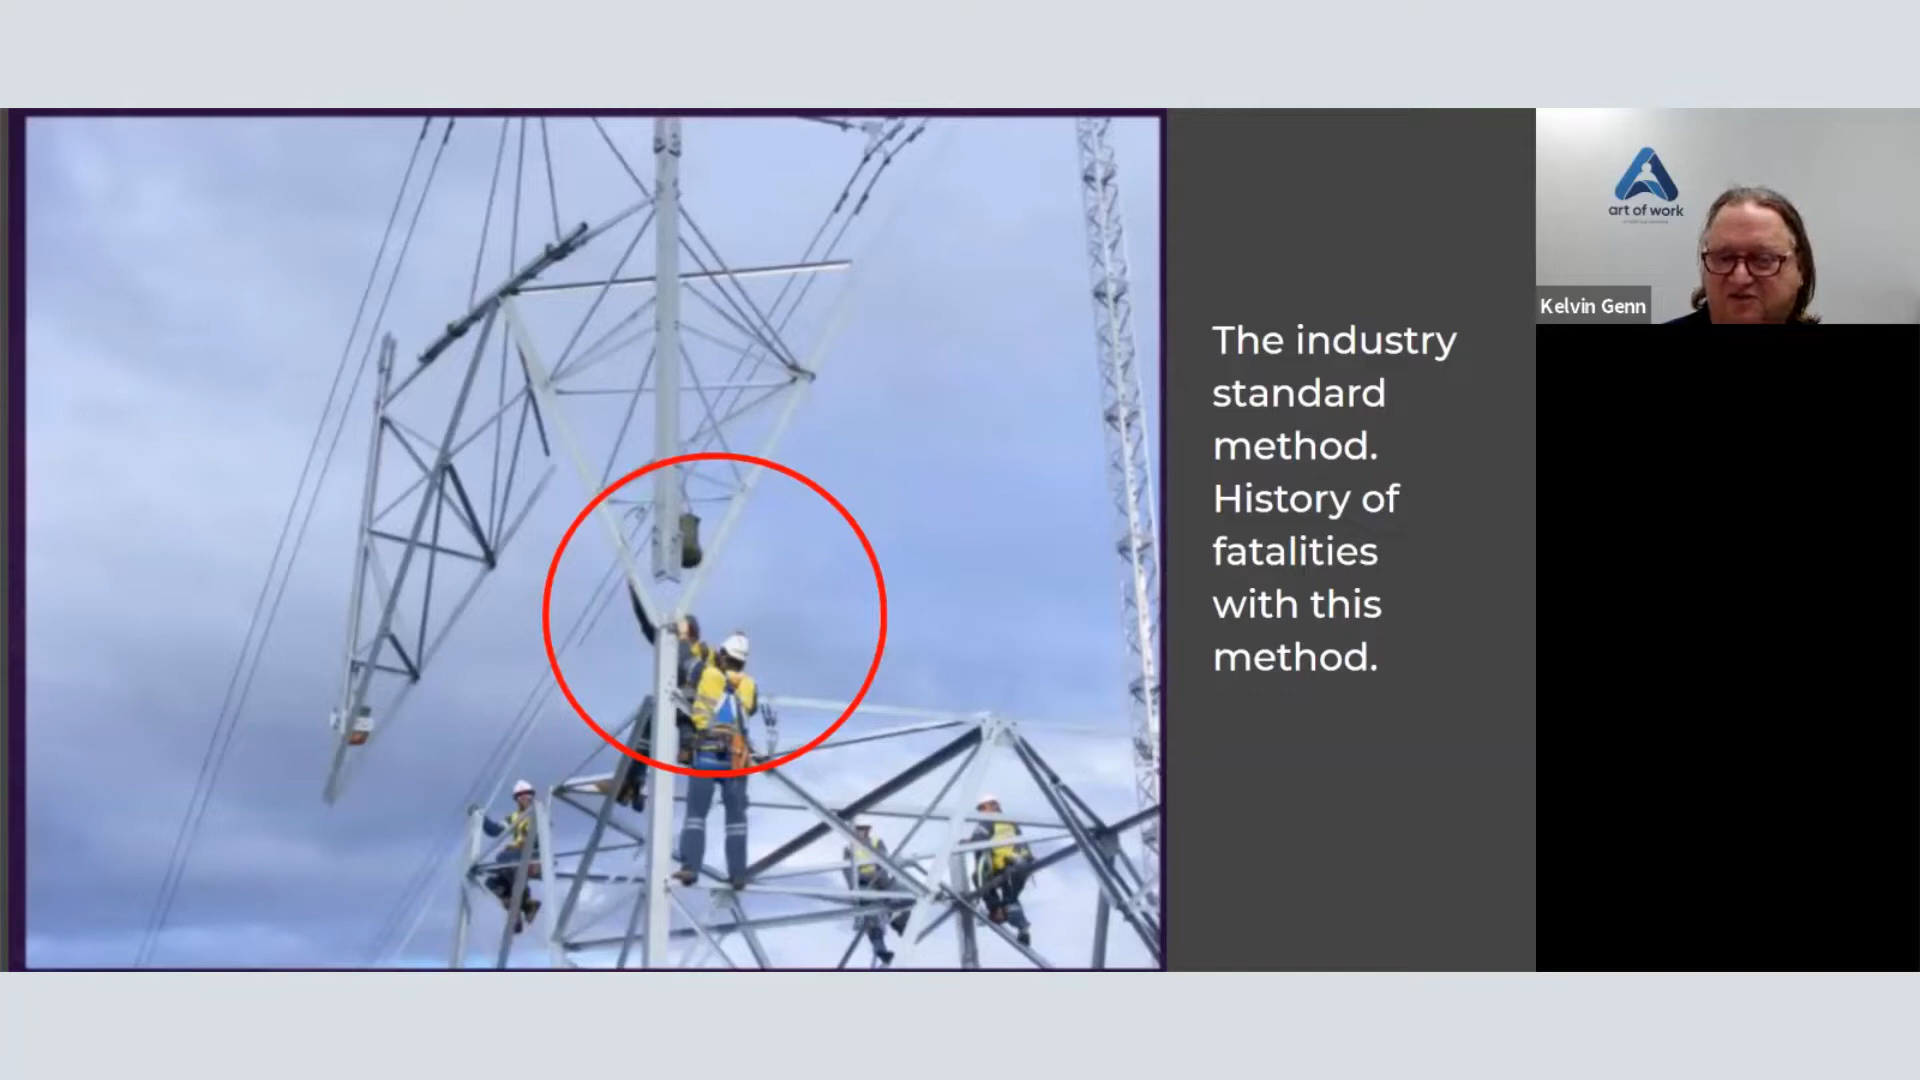 The industry
standard
method.
History of
fatalities
with this
method.
art of work
Kelvin Genn